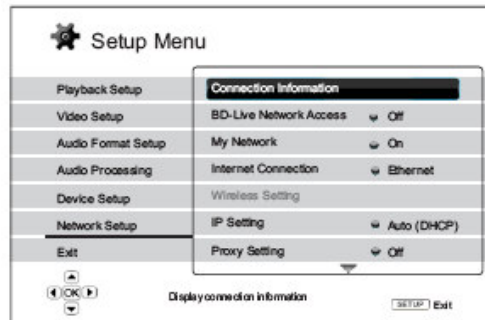 Setup Menu
Playback Setup
Video Setup
Audio Format Setup
Audio Processing
Device Setup
Network Setup
Exit
Connection Information
BD-Live Network Access Off
My Network On
Internet Connection Ethernet
Wireless Setting
IP Setting Auto (DHCP)
Proxy Setting Off
OK
Display connection information
SETUP Exit